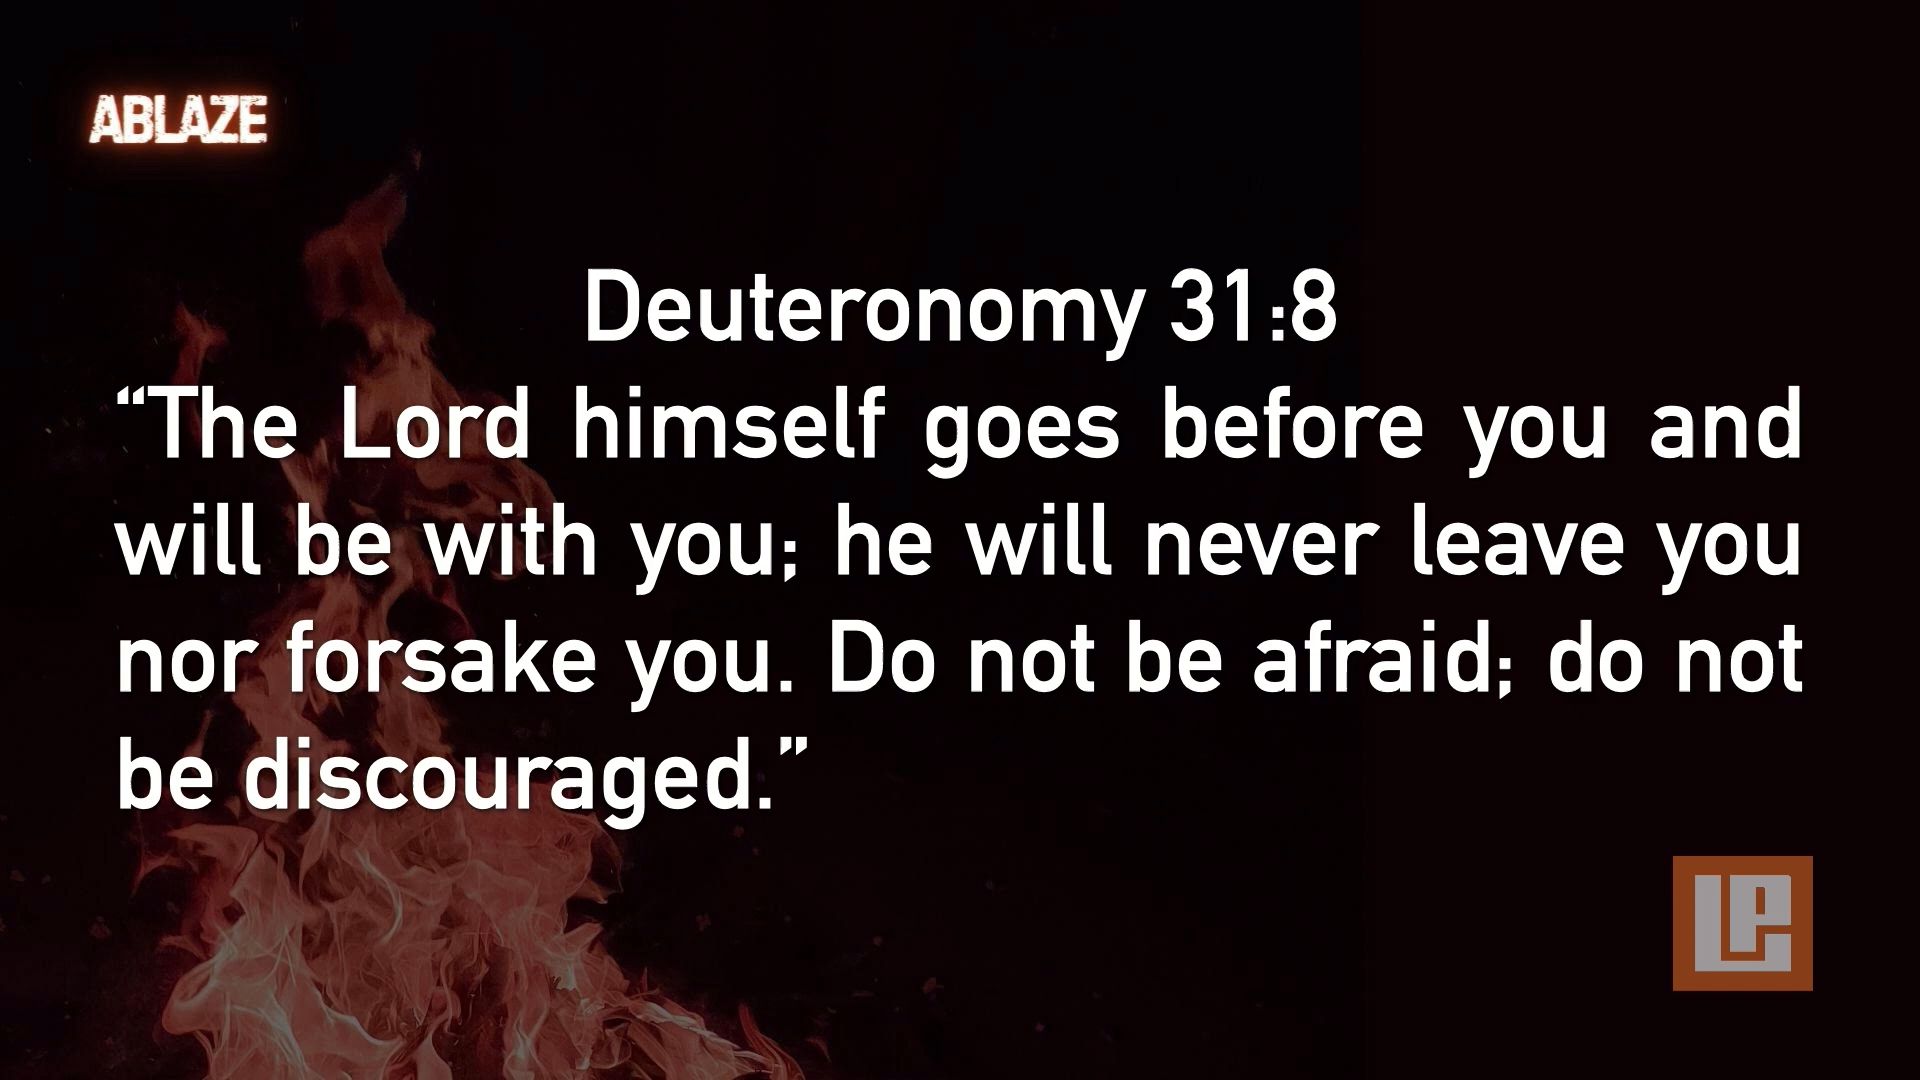 ABLAZE
Deuteronomy 31:8
“The Lord himself goes before you and
will be with you; he will never leave you
nor forsake you. Do not be afraid; do not
be discouraged.”
LP